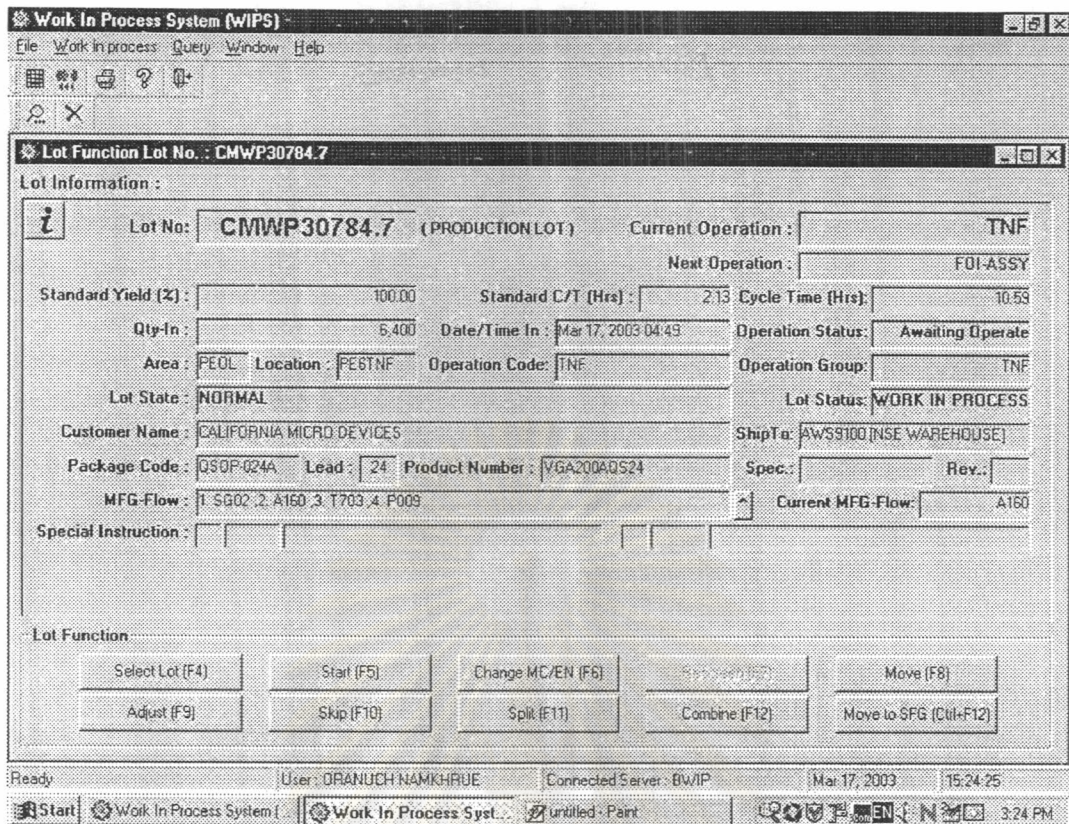 Work In Process System (WIPS) -
File Work in process Query Window Help
Lot Function Lot No. : CMWP30784.7
Lot Information :
i Lot No: CMWP30784.7 (PRODUCTION LOT) Current Operation : TNF
Next Operation : FOI-ASSY
Standard Yield (%) : 100.00 Standard C/T (Hrs) : 2.13 Cycle Time (Hrs): 10.59
Qty-In : 6,400 Date/Time In : Mar 17, 2003 04:49 Operation Status: Awaiting Operate
Area : PEOL Location : PE6TNF Operation Code: TNF Operation Group: TNF
Lot State : NORMAL Lot Status: WORK IN PROCESS
Customer Name : CALIFORNIA MICRO DEVICES ShipTo: AWS9100 [NSE WAREHOUSE]
Package Code : QSOP-024A Lead : 24 Product Number : VGA200AQS24 Spec.: Rev.:
MFG-Flow : 1. SG02 ,2. A160 ,3. T703 ,4. P009 Current MFG-Flow: A160
Special Instruction :
Lot Function
Select Lot (F4) Start (F5) Change MC/EN (F6) Move (F8)
Adjust (F9) Skip (F10) Split (F11) Combine (F12) Move to SFG (Ctrl+F12)
Ready User : ORANUCH NAMKHRUE Connected Server : BWIP Mar 17, 2003 15:24:25
Start Work In Process System (.. Work In Process Syst... untitled - Paint EN 3:24 PM